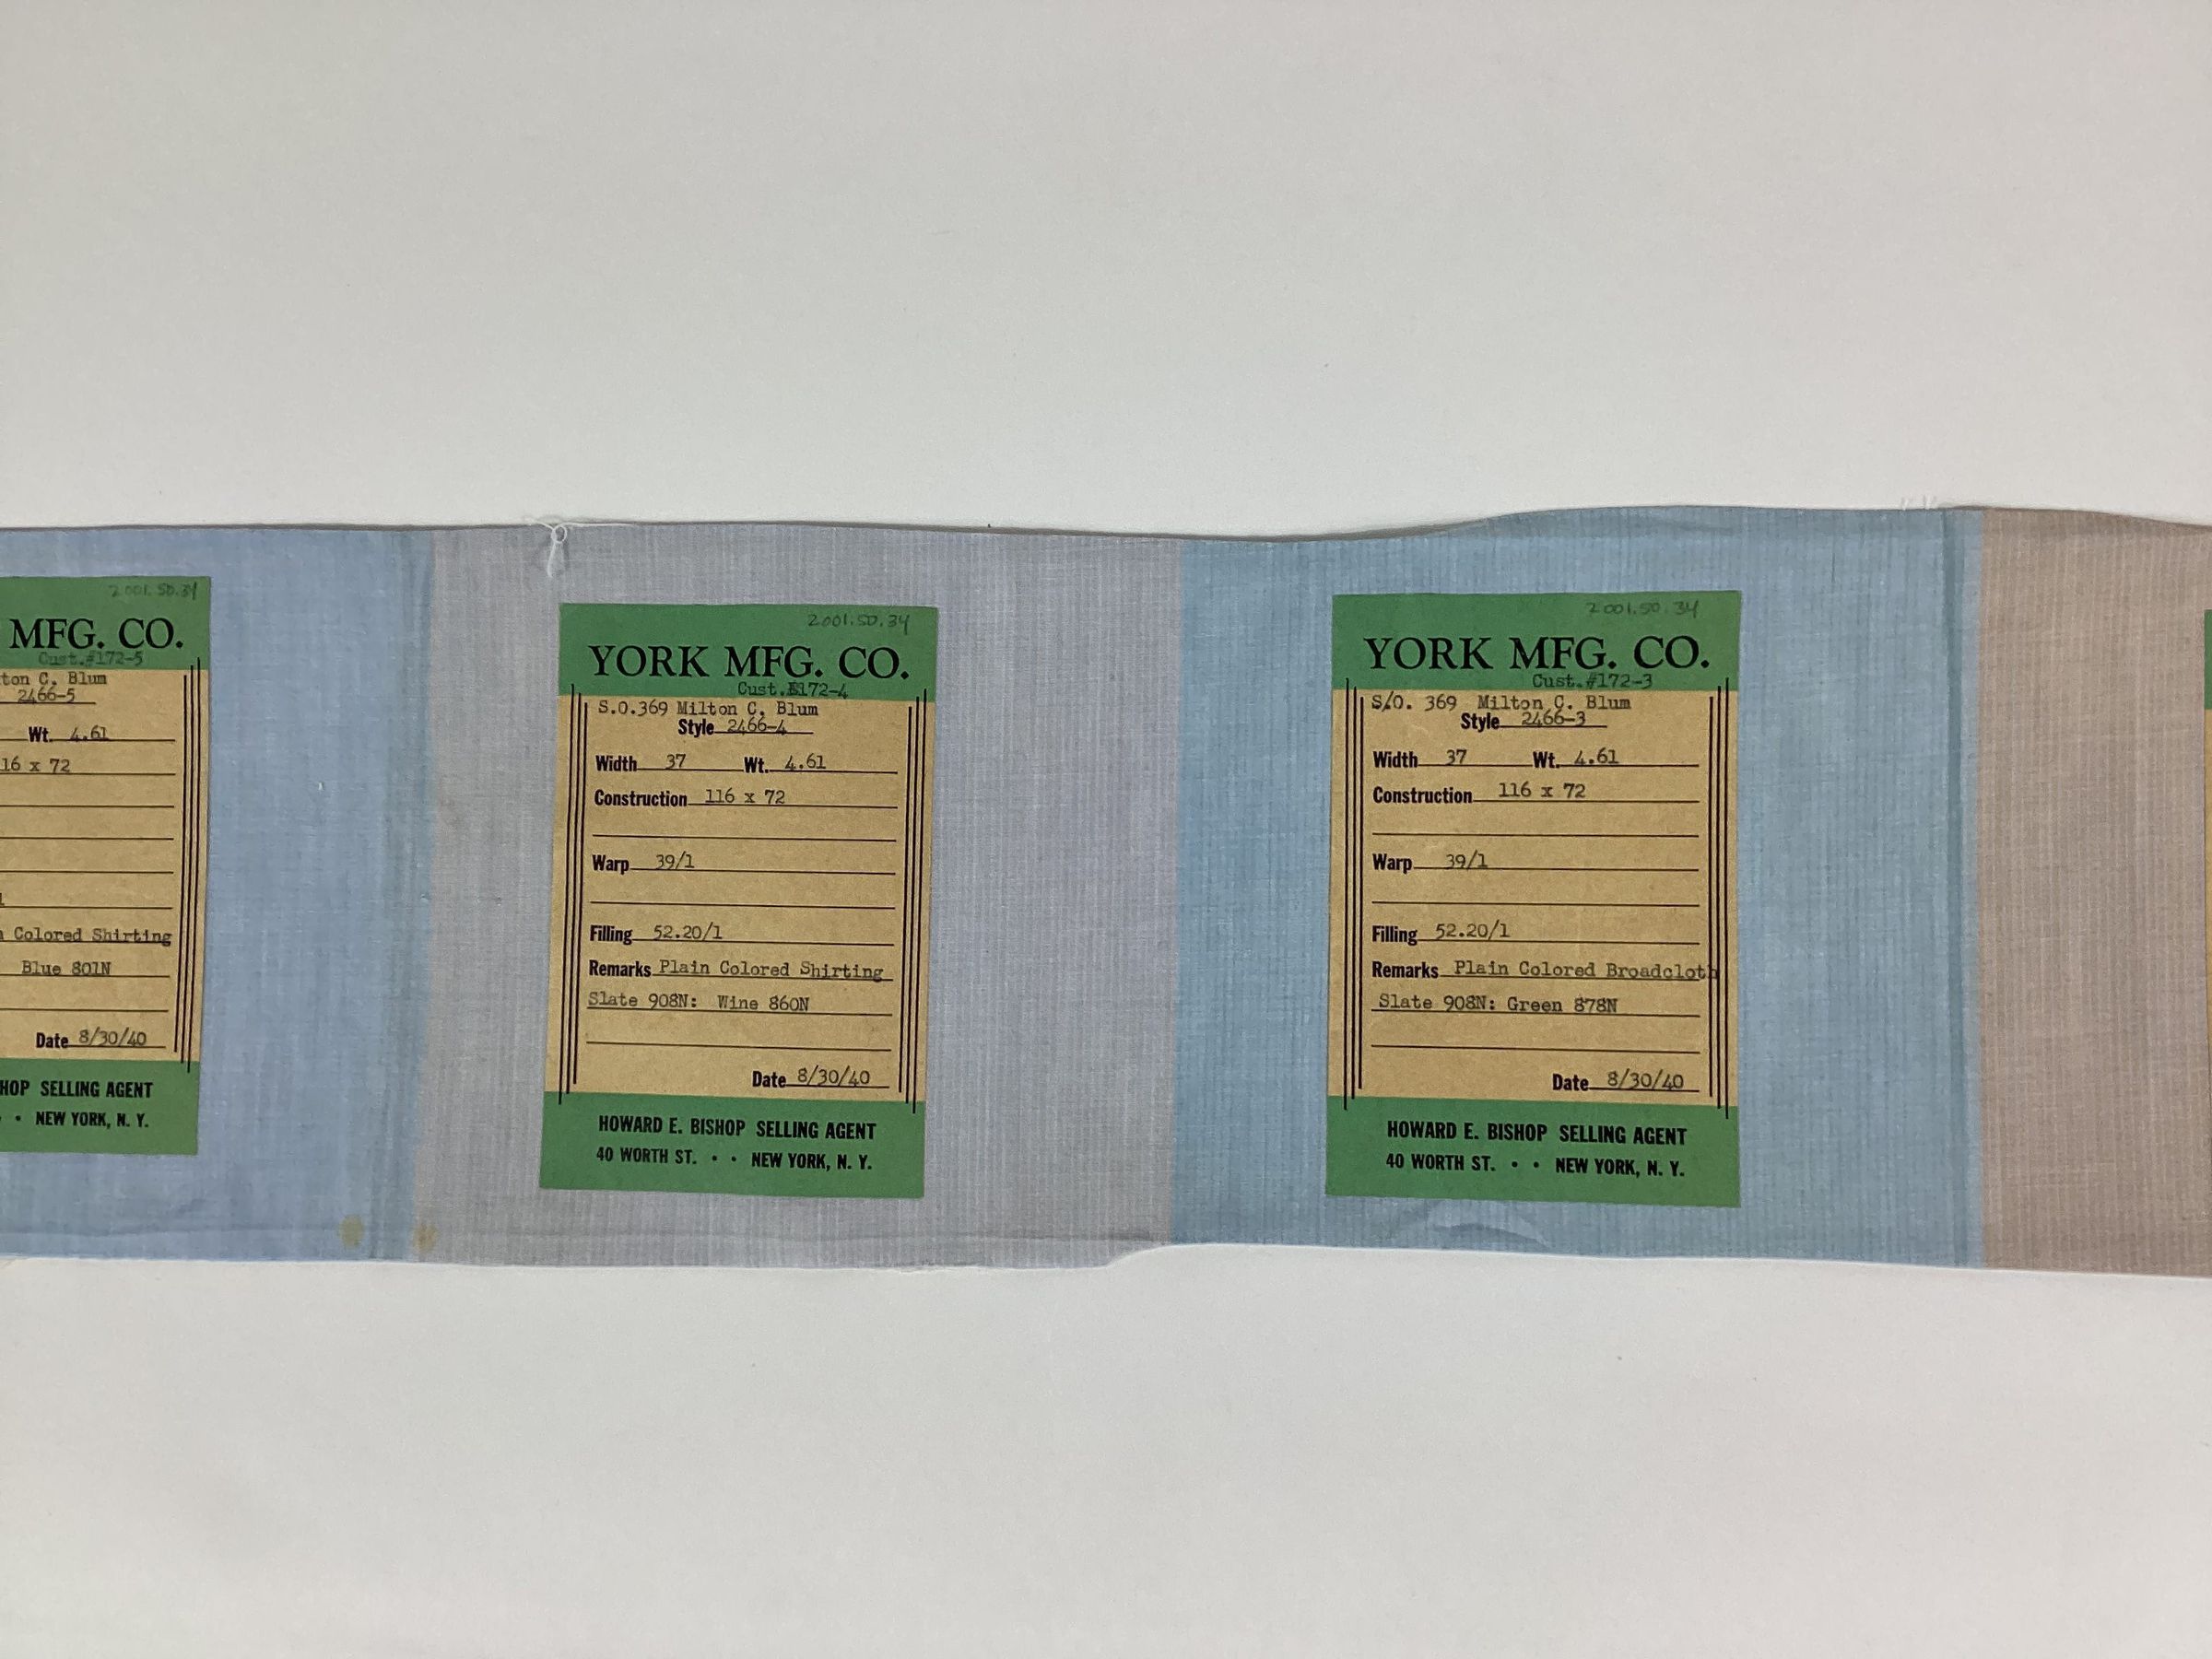 2001.50.34
MFG. CO.
Cust.#172-5
ton C. Blum
2466-5
Wt. 4.61
16 x 72
Colored Shirting
Blue 801N
Date 8/30/40
HOP SELLING AGENT
• NEW YORK, N. Y.
2001.50.34
YORK MFG. CO.
Cust.#172-4
S.O.369 Milton C. Blum
Style 2466-4
Width 37 Wt. 4.61
Construction 116 x 72
Warp 39/1
Filling 52.20/1
Remarks Plain Colored Shirting
Slate 908N: Wine 860N
Date 8/30/40
HOWARD E. BISHOP SELLING AGENT
40 WORTH ST. • • NEW YORK, N. Y.
2001.50.34
YORK MFG. CO.
Cust.#172-3
S/O. 369 Milton C. Blum
Style 2466-3
Width 37 Wt. 4.61
Construction 116 x 72
Warp 39/1
Filling 52.20/1
Remarks Plain Colored Broadcloth
Slate 908N: Green 878N
Date 8/30/40
HOWARD E. BISHOP SELLING AGENT
40 WORTH ST. • • NEW YORK, N. Y.